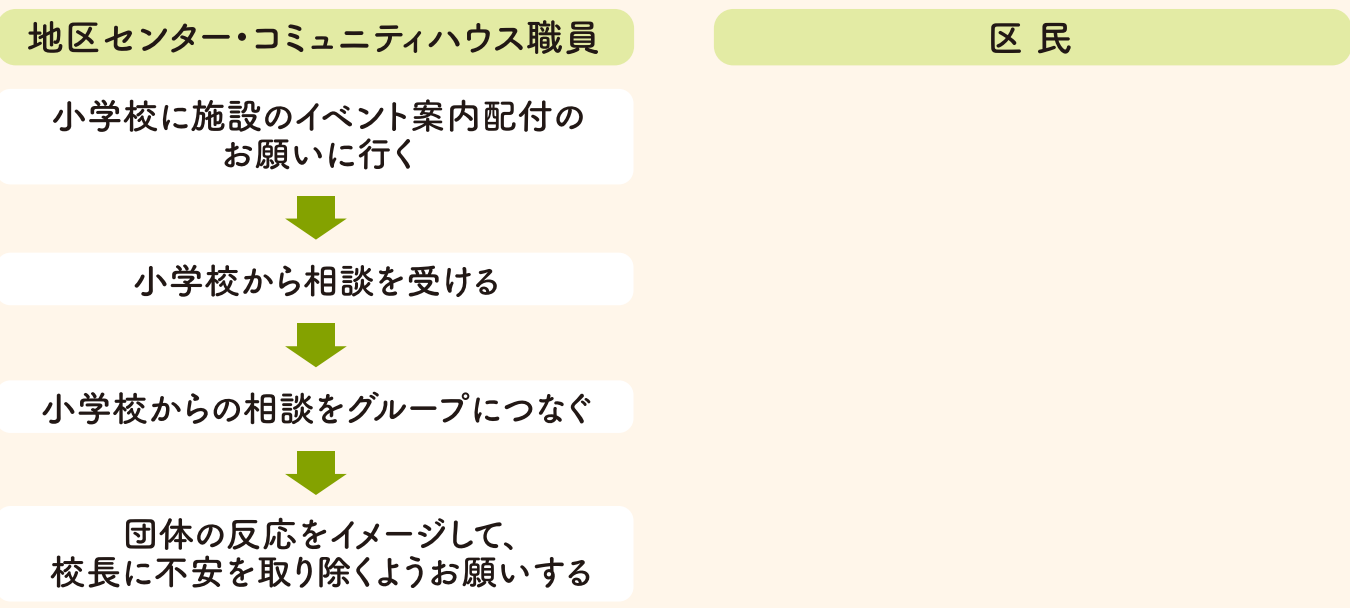 地区センター・コミュニティハウス職員
区 民
小学校に施設のイベント案内配付の
お願いに行く
小学校から相談を受ける
小学校からの相談をグループにつなぐ
団体の反応をイメージして、
校長に不安を取り除くようお願いする